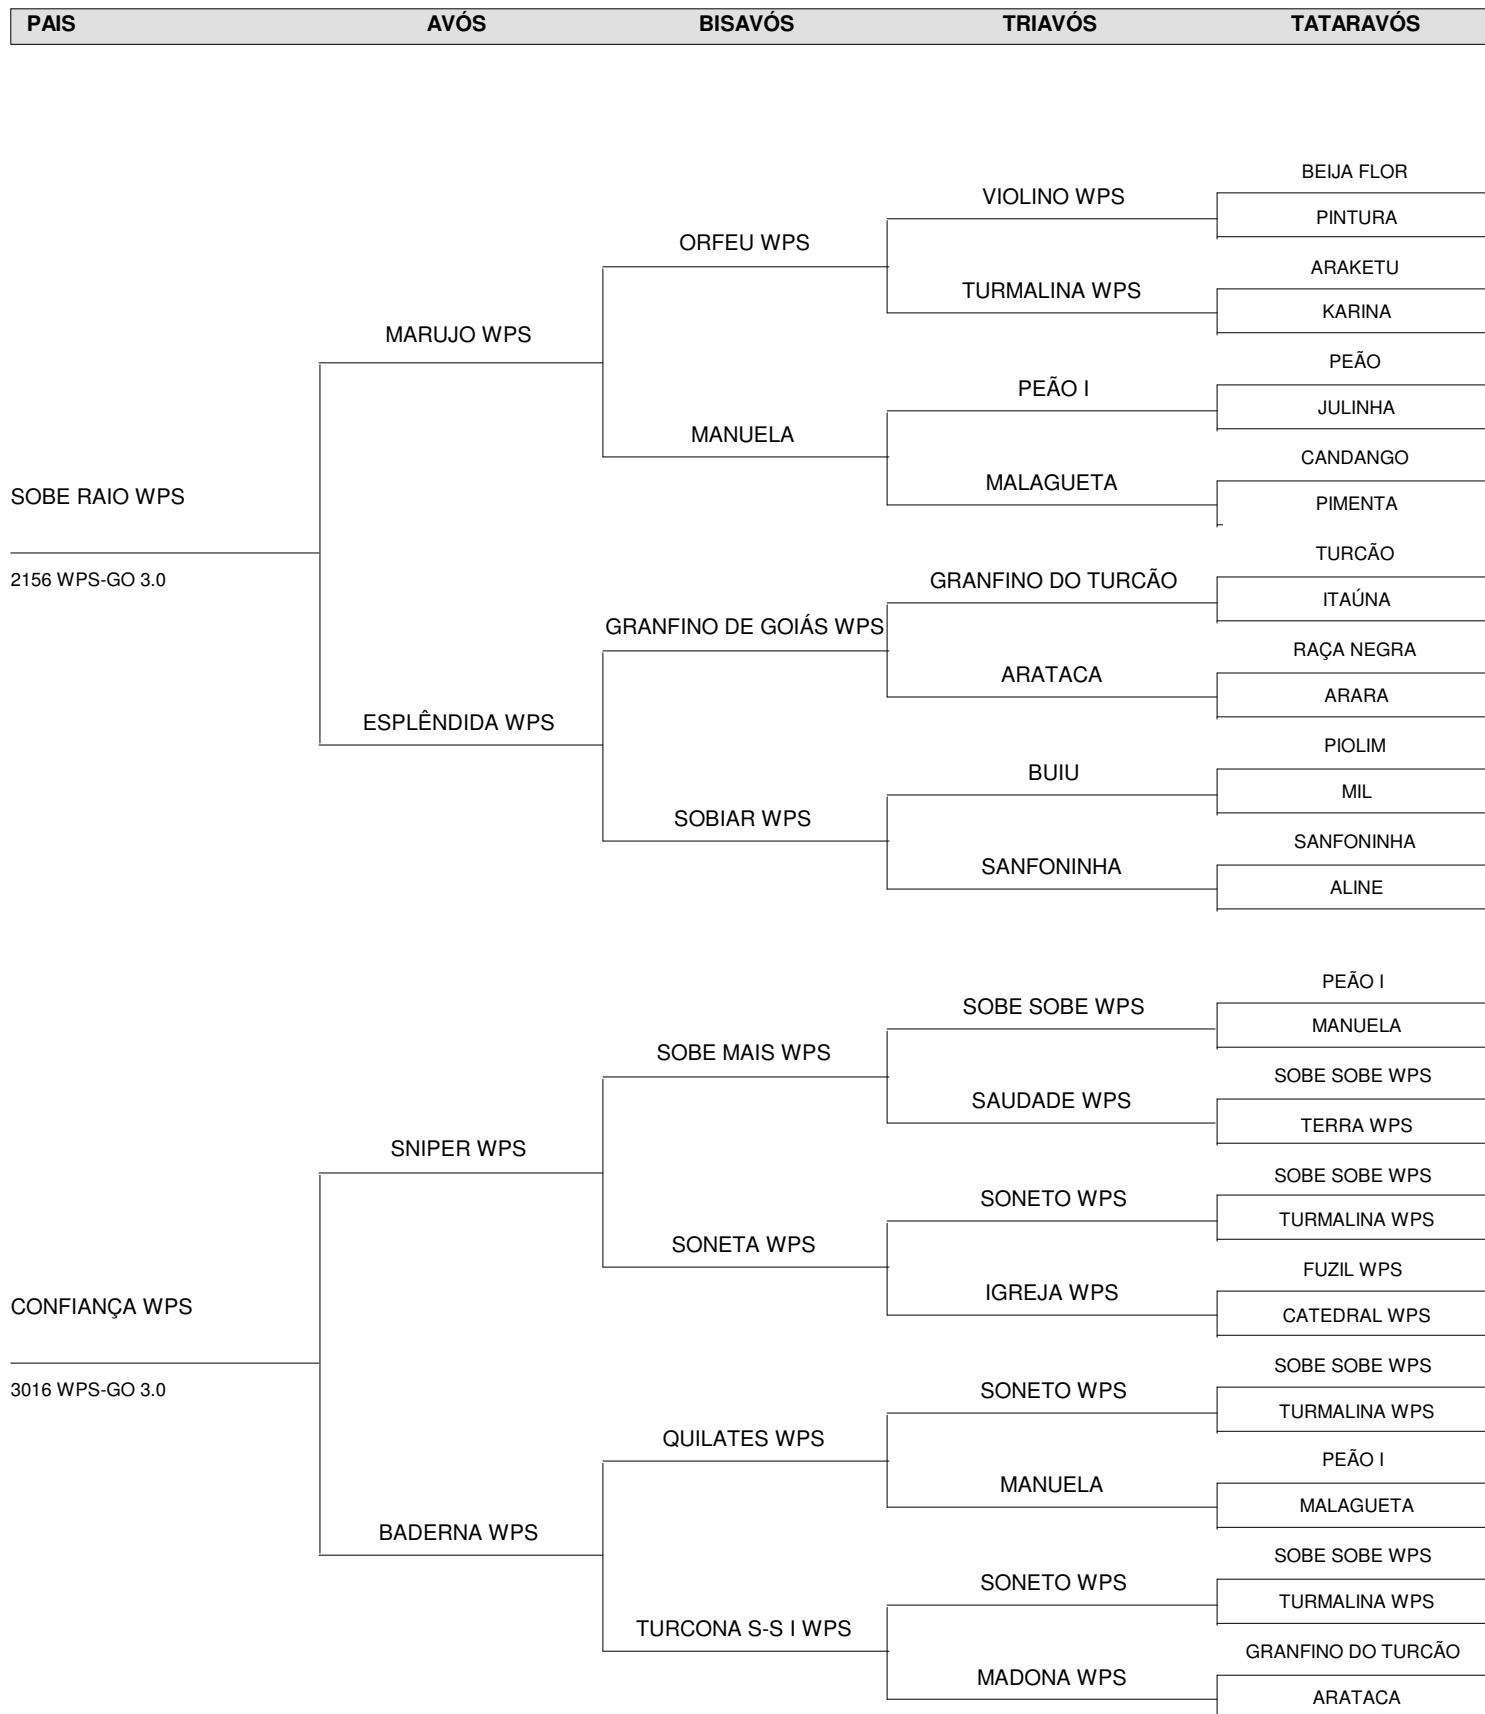 PAIS AVÓS BISAVÓS TRIAVÓS TATARAVÓS
BEIJA FLOR
VIOLINO WPS
PINTURA
ORFEU WPS
ARAKETU
TURMALINA WPS
KARINA
MARUJO WPS
PEÃO
PEÃO I
JULINHA
MANUELA
CANDANGO
MALAGUETA
SOBE RAIO WPS
PIMENTA
TURCÃO
2156 WPS-GO 3.0
GRANFINO DO TURCÃO
ITAÚNA
GRANFINO DE GOIÁS WPS
RAÇA NEGRA
ARATACA
ARARA
ESPLÊNDIDA WPS
PIOLIM
BUIU
MIL
SOBIAR WPS
SANFONINHA
SANFONINHA
ALINE
PEÃO I
SOBE SOBE WPS
MANUELA
SOBE MAIS WPS
SOBE SOBE WPS
SAUDADE WPS
TERRA WPS
SNIPER WPS
SOBE SOBE WPS
SONETO WPS
TURMALINA WPS
SONETA WPS
FUZIL WPS
IGREJA WPS
CONFIANÇA WPS
CATEDRAL WPS
SOBE SOBE WPS
3016 WPS-GO 3.0
SONETO WPS
TURMALINA WPS
QUILATES WPS
PEÃO I
MANUELA
MALAGUETA
BADERNA WPS
SOBE SOBE WPS
SONETO WPS
TURMALINA WPS
TURCONA S-S I WPS
GRANFINO DO TURCÃO
MADONA WPS
ARATACA